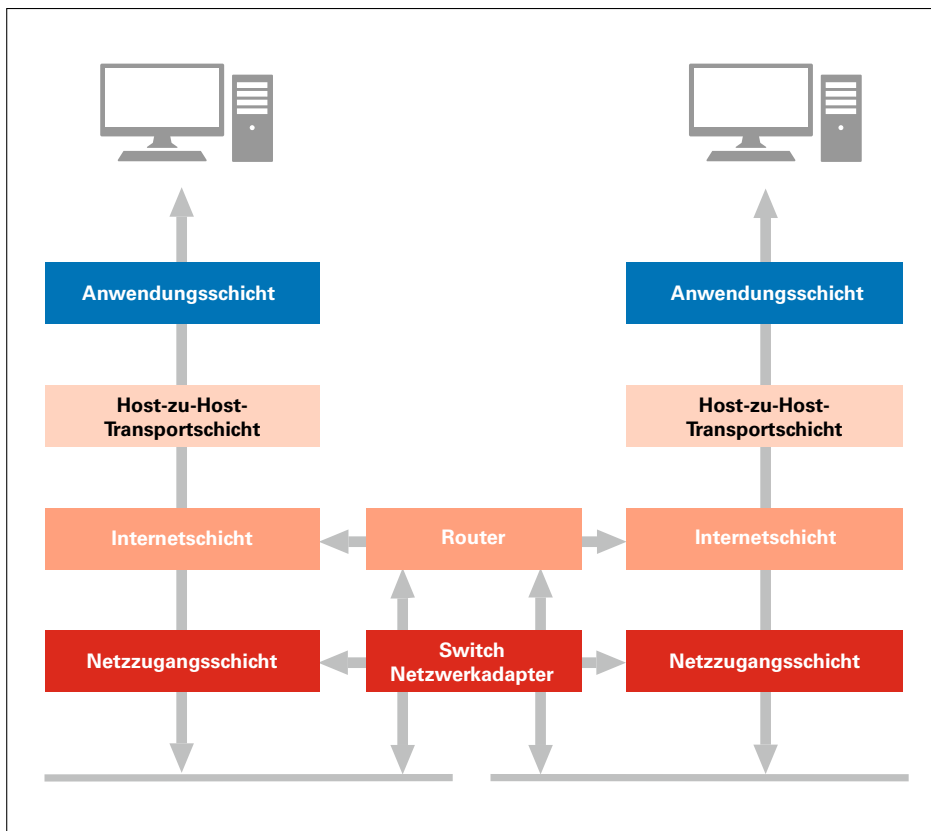 Anwendungsschicht
Anwendungsschicht
Host-zu-Host-
Transportschicht
Host-zu-Host-
Transportschicht
Internetschicht
Router
Internetschicht
Netzzugangsschicht
Switch
Netzwerkadapter
Netzzugangsschicht